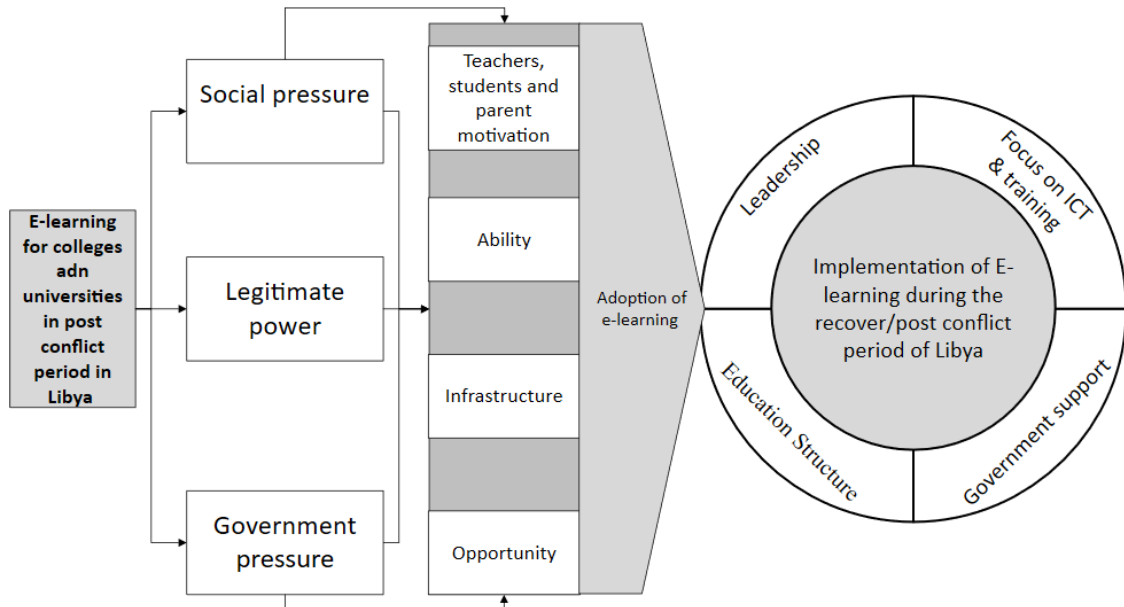 E-learning
for colleges
adn
universities
in post
conflict
period in
Libya
Social pressure
Legitimate
power
Government
pressure
Teachers,
students and
parent
motivation
Ability
Infrastructure
Opportunity
Adoption of
e-learning
Leadership
Focus on ICT
& training
Education Structure
Government support
Implementation of E-
learning during the
recover/post conflict
period of Libya